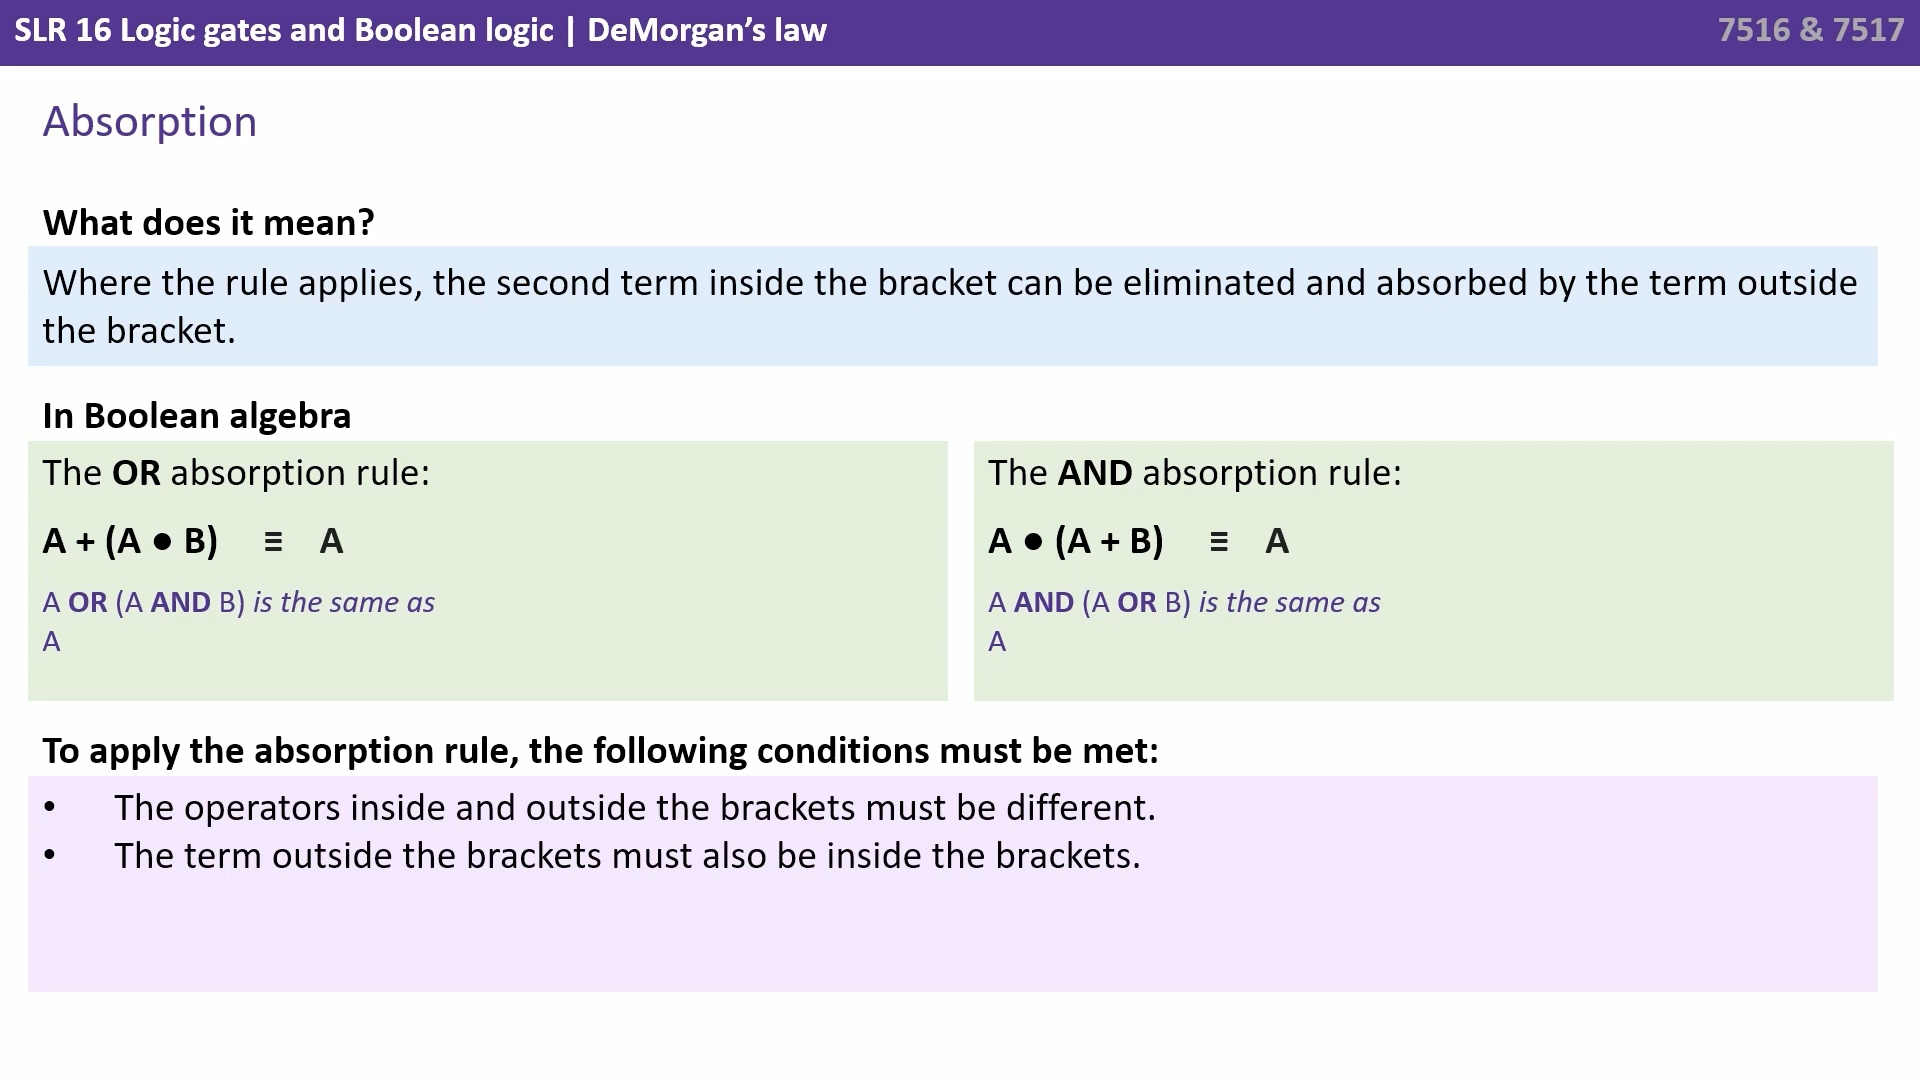 SLR 16 Logic gates and Boolean logic | DeMorgan’s law
7516 & 7517
Absorption
What does it mean?
Where the rule applies, the second term inside the bracket can be eliminated and absorbed by the term outside
the bracket.
In Boolean algebra
The OR absorption rule:
A + (A ● B) ≡ A
A OR (A AND B) is the same as
A
The AND absorption rule:
A ● (A + B) ≡ A
A AND (A OR B) is the same as
A
To apply the absorption rule, the following conditions must be met:
• The operators inside and outside the brackets must be different.
• The term outside the brackets must also be inside the brackets.